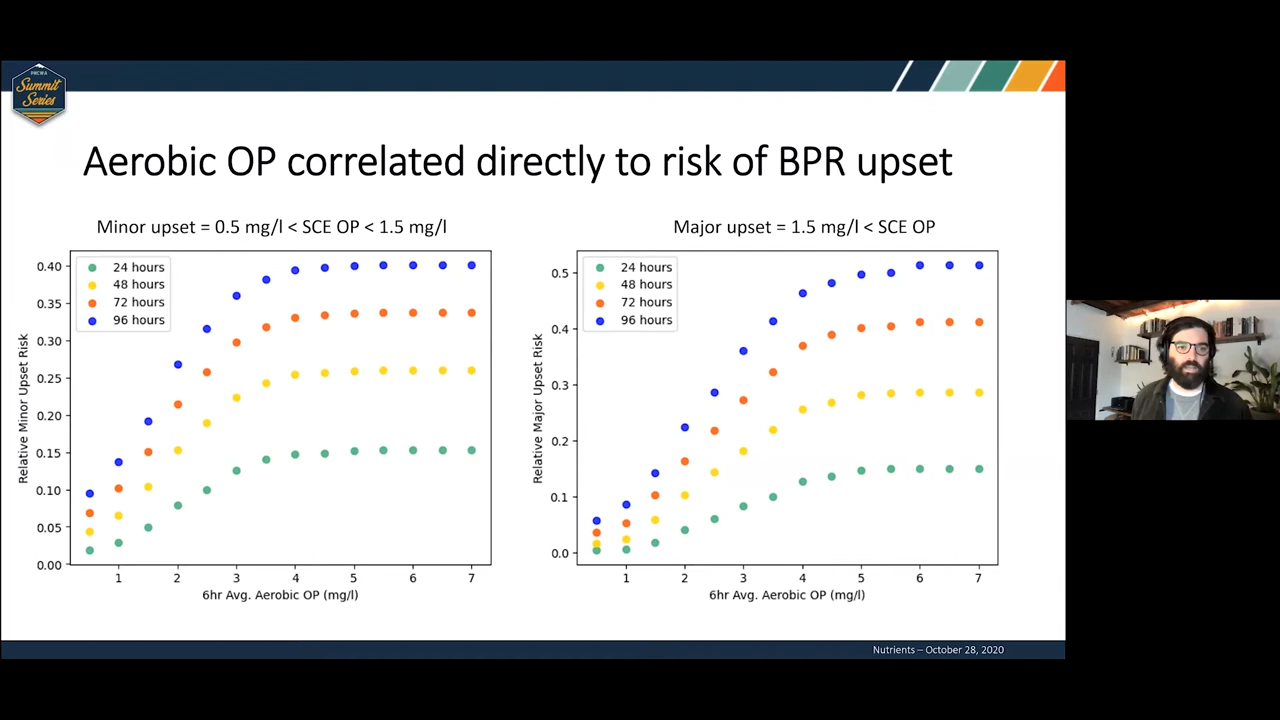 PNCWA
Summit
Series
Aerobic OP correlated directly to risk of BPR upset
Minor upset = 0.5 mg/l < SCE OP < 1.5 mg/l
0.40
0.35
0.30
0.25
0.20
0.15
0.10
0.05
0.00
Relative Minor Upset Risk
24 hours
48 hours
72 hours
96 hours
1 2 3 4 5 6 7
6hr Avg. Aerobic OP (mg/l)
Major upset = 1.5 mg/l < SCE OP
0.5
0.4
0.3
0.2
0.1
0.0
Relative Major Upset Risk
24 hours
48 hours
72 hours
96 hours
1 2 3 4 5 6 7
6hr Avg. Aerobic OP (mg/l)
Nutrients – October 28, 2020